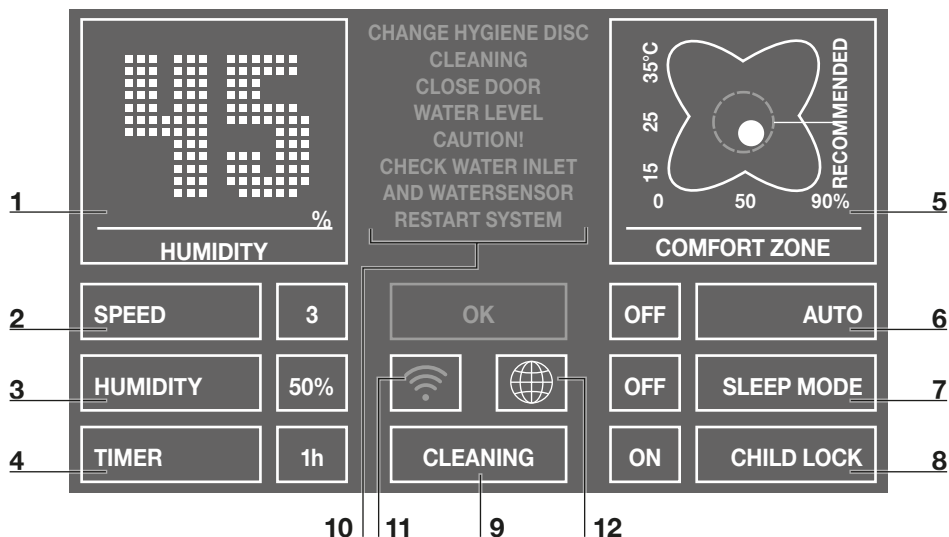 45
%
HUMIDITY
CHANGE HYGIENE DISC
CLEANING
CLOSE DOOR
WATER LEVEL
CAUTION!
CHECK WATER INLET
AND WATERSENSOR
RESTART SYSTEM
35°C
25
15
0 50 90%
RECOMMENDED
COMFORT ZONE
1
5
2 SPEED 3 OK OFF AUTO 6
3 HUMIDITY 50% OFF SLEEP MODE 7
4 TIMER 1h CLEANING ON CHILD LOCK 8
10 11 9 12